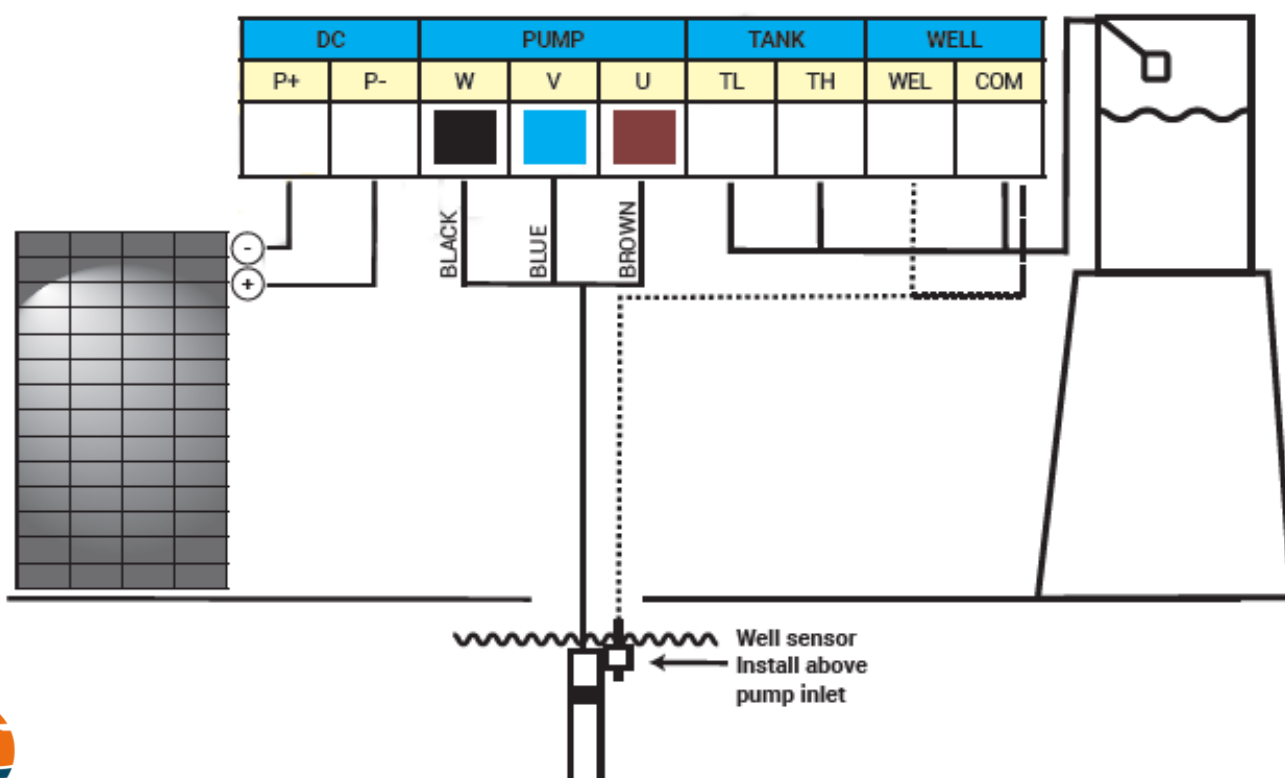 DC PUMP TANK WELL
P+ P- W V U TL TH WEL COM
BLACK
BLUE
BROWN
-
+
Well sensor
Install above
pump inlet